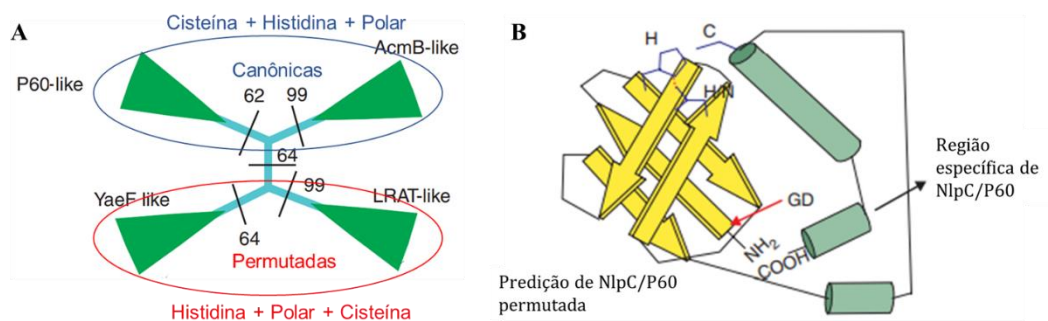 A
Cisteína + Histidina + Polar
P60-like
AcmB-like
Canônicas
62
99
64
YaeF-like
LRAT-like
99
64
Permutadas
Histidina + Polar + Cisteína
B
H
C
H N
Região
específica de
NlpC/P60
GD
NH2
COOH
Predição de NlpC/P60
permutada